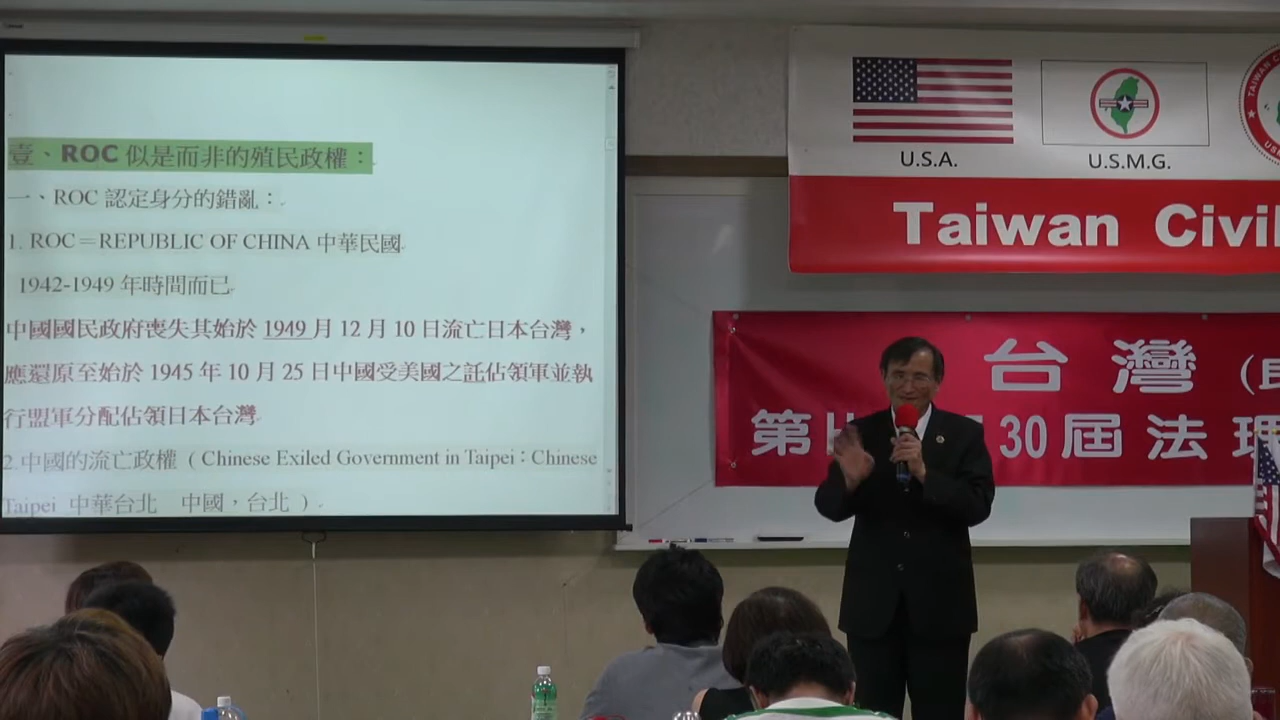 壹、ROC 似是而非的殖民政權：
一、ROC 認定身分的錯亂：
1. ROC＝REPUBLIC OF CHINA 中華民國
1942-1949 年時間而已
中國國民政府喪失其始於 1949 月 12 月 10 日流亡日本台灣，
應還原至始於 1945 年 10 月 25 日中國受美國之託佔領軍並執
行盟軍分配佔領日本台灣
2.中國的流亡政權（Chinese Exiled Government in Taipei：Chinese
Taipei 中華台北 中國，台北 ）
U.S.A.
U.S.M.G.
TAIWAN
Taiwan Civil
台灣（
第 30屆法理